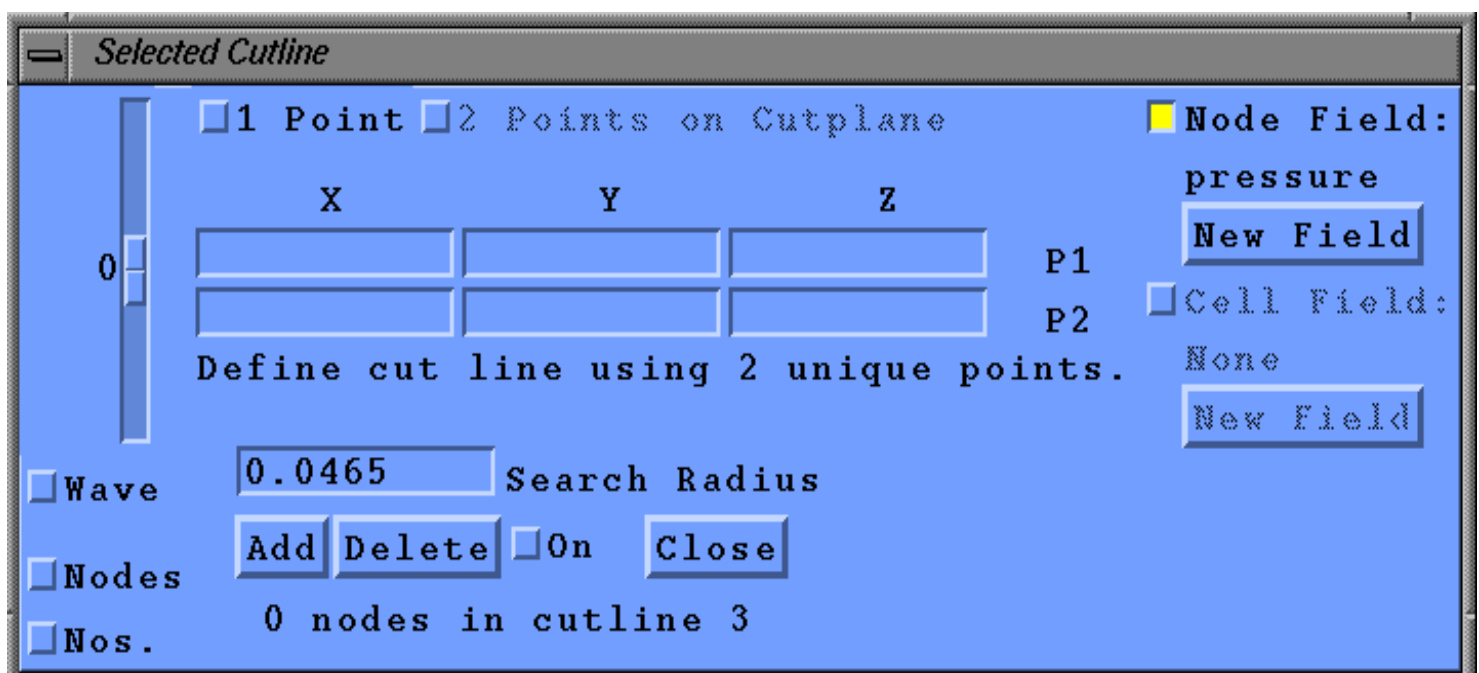 Selected Cutline
1 Point 2 Points on Cutplane Node Field:
pressure
X Y Z
New Field
0 P1
Cell Field:
P2
Define cut line using 2 unique points. None
New Field
0.0465 Search Radius
Wave
Add Delete On Close
Nodes
0 nodes in cutline 3
Nos.